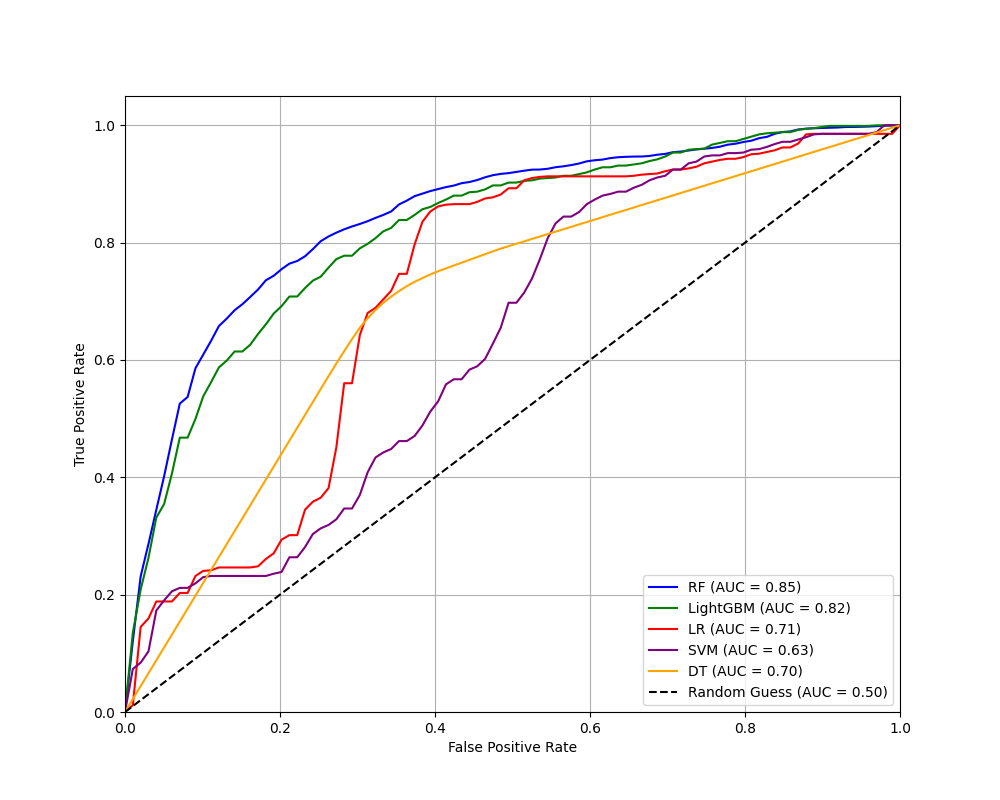 1.0
0.8
0.6
0.4
0.2
0.0
True Positive Rate
0.0 0.2 0.4 0.6 0.8 1.0
False Positive Rate
RF (AUC = 0.85)
LightGBM (AUC = 0.82)
LR (AUC = 0.71)
SVM (AUC = 0.63)
DT (AUC = 0.70)
Random Guess (AUC = 0.50)